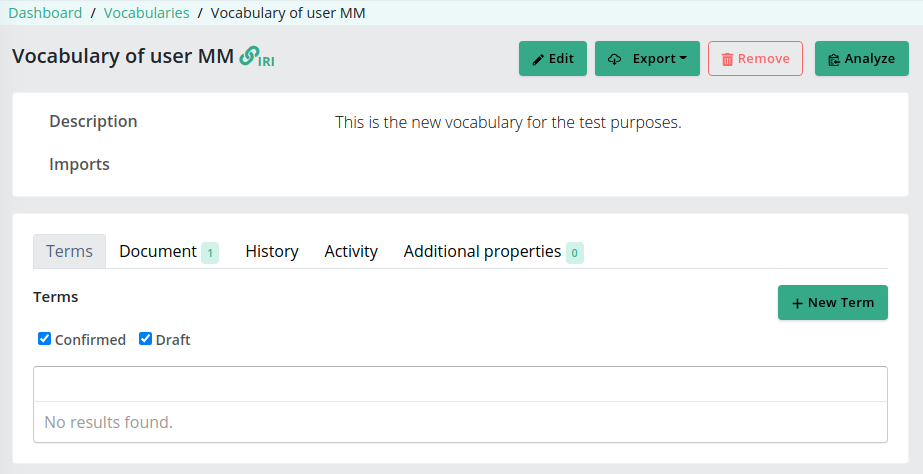 Dashboard / Vocabularies / Vocabulary of user MM
Vocabulary of user MM IRI
Edit Export Remove Analyze
Description This is the new vocabulary for the test purposes.
Imports
Terms Document 1 History Activity Additional properties 0
Terms
+ New Term
Confirmed Draft
No results found.